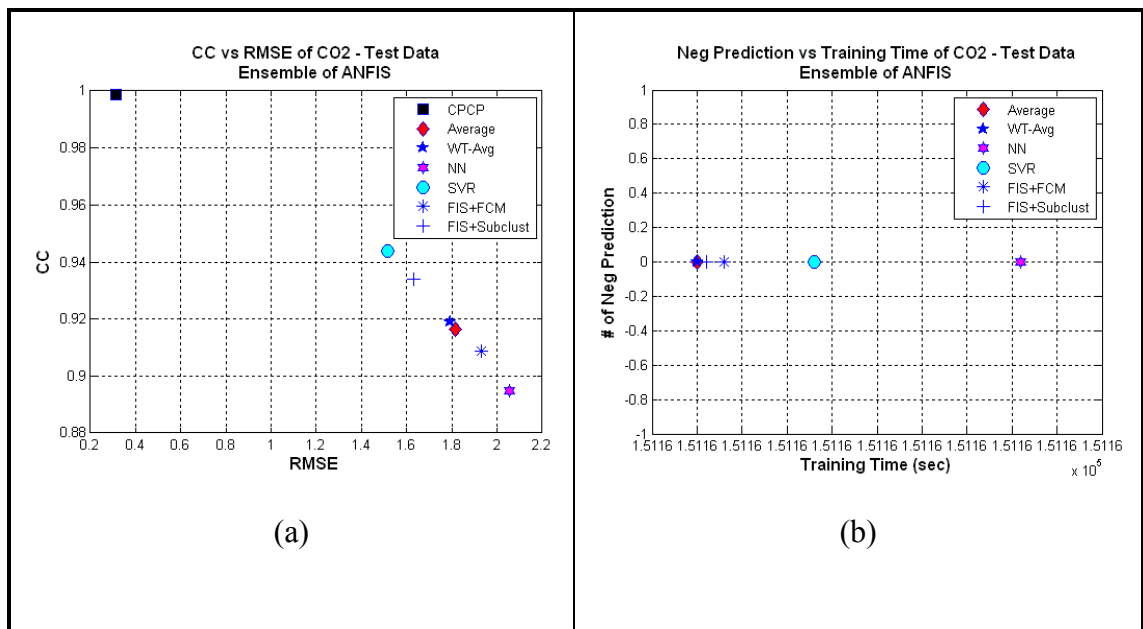 CC vs RMSE of CO2 - Test Data
Ensemble of ANFIS
1
0.98
0.96
0.94
0.92
0.9
0.88
CC
CPCP
Average
WT-Avg
NN
SVR
FIS+FCM
FIS+Subclust
0.2 0.4 0.6 0.8 1 1.2 1.4 1.6 1.8 2 2.2
RMSE
(a)
Neg Prediction vs Training Time of CO2 - Test Data
Ensemble of ANFIS
1
0.8
0.6
0.4
0.2
0
-0.2
-0.4
-0.6
-0.8
-1
# of Neg Prediction
Average
WT-Avg
NN
SVR
FIS+FCM
FIS+Subclust
1.5116 1.5116 1.5116 1.5116 1.5116 1.5116 1.5116 1.5116 1.5116 1.5116 1.5116
Training Time (sec)
x 10^5
(b)